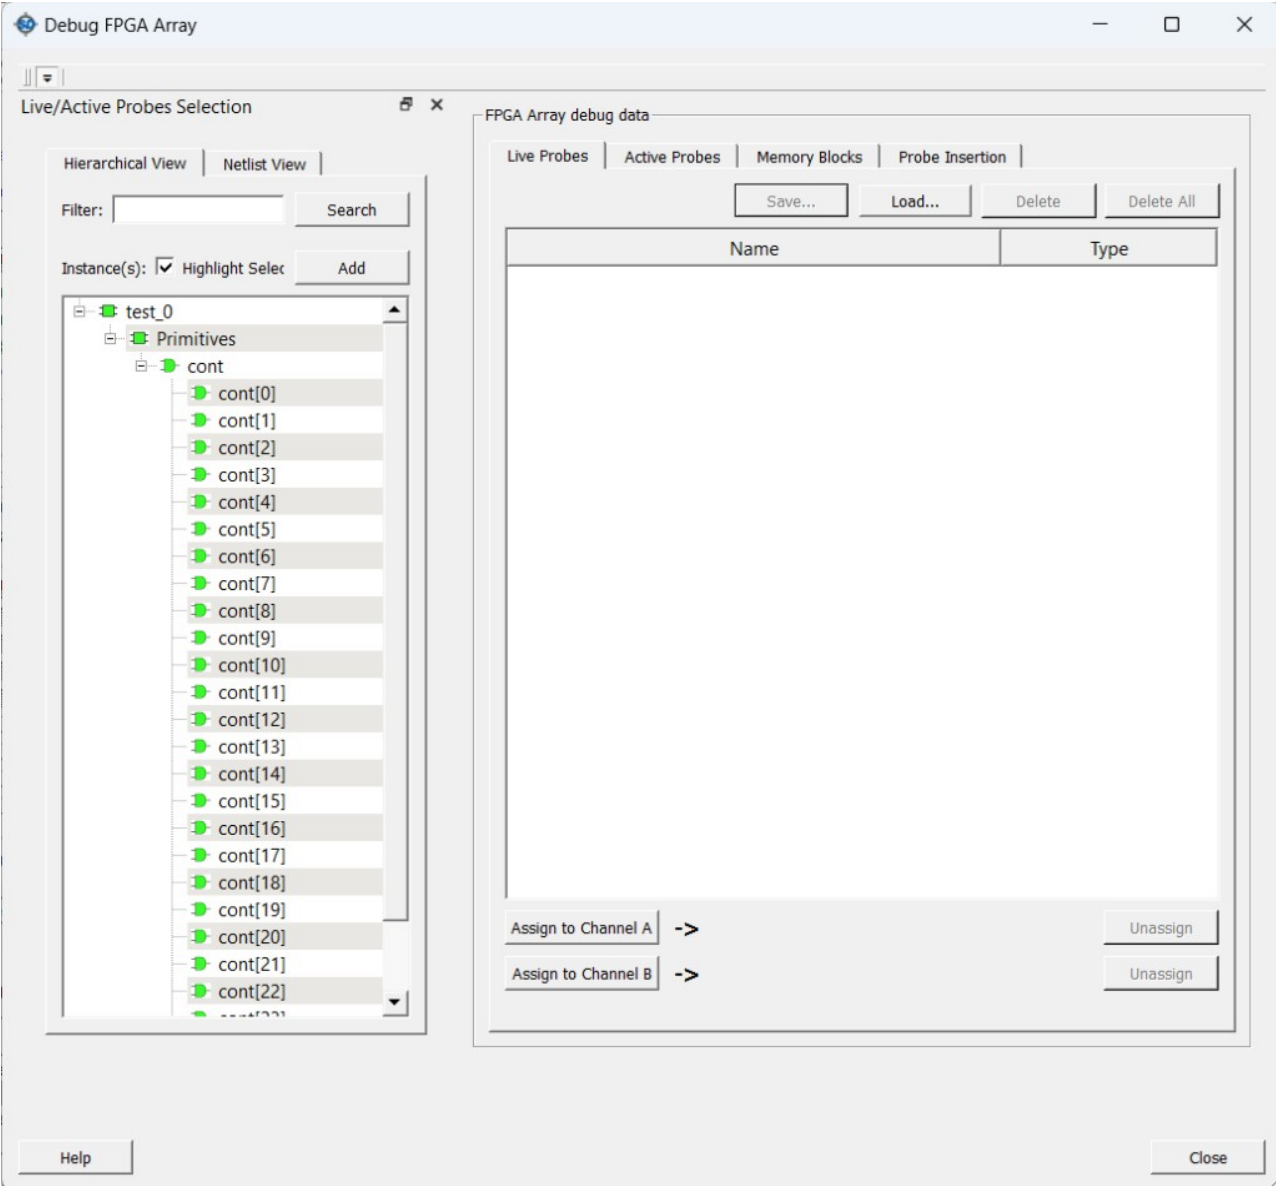 Debug FPGA Array
Live/Active Probes Selection
Hierarchical View
Netlist View
Filter:
Search
Instance(s):
Highlight Selec
Add
test_0
Primitives
cont
cont[0]
cont[1]
cont[2]
cont[3]
cont[4]
cont[5]
cont[6]
cont[7]
cont[8]
cont[9]
cont[10]
cont[11]
cont[12]
cont[13]
cont[14]
cont[15]
cont[16]
cont[17]
cont[18]
cont[19]
cont[20]
cont[21]
cont[22]
FPGA Array debug data
Live Probes
Active Probes
Memory Blocks
Probe Insertion
Save...
Load...
Delete
Delete All
Name
Type
Assign to Channel A
->
Unassign
Assign to Channel B
->
Unassign
Help
Close